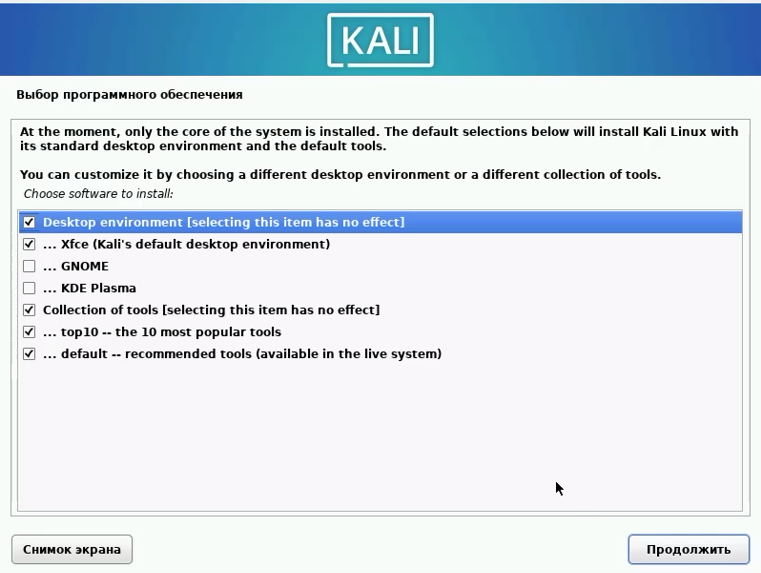 KALI
Выбор программного обеспечения
At the moment, only the core of the system is installed. The default selections below will install Kali Linux with
its standard desktop environment and the default tools.
You can customize it by choosing a different desktop environment or a different collection of tools.
Choose software to install:
Desktop environment [selecting this item has no effect]
... Xfce (Kali's default desktop environment)
... GNOME
... KDE Plasma
Collection of tools [selecting this item has no effect]
... top10 -- the 10 most popular tools
... default -- recommended tools (available in the live system)
Снимок экрана
Продолжить